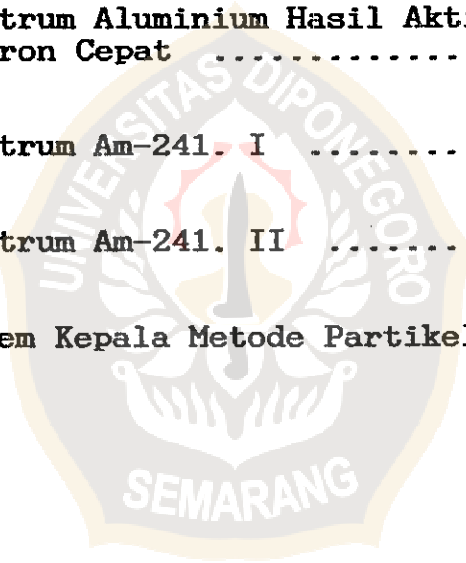 trum Aluminium Hasil Akti
ron Cepat .............
trum Am-241. I ........
trum Am-241. II .......
em Kepala Metode Partikel
UNIVERSITAS DIPONEGORO
SEMARANG